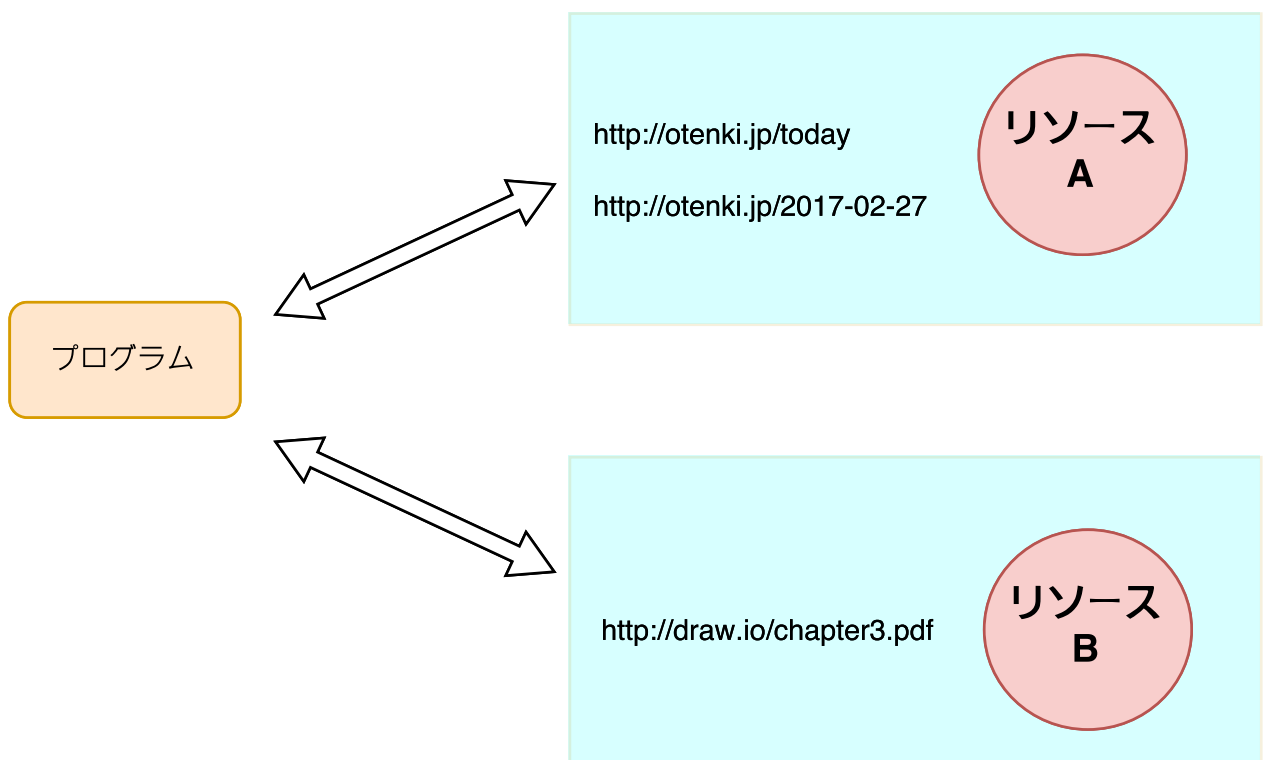 http://otenki.jp/today
http://otenki.jp/2017-02-27
リソース
A
プログラム
http://draw.io/chapter3.pdf
リソース
B